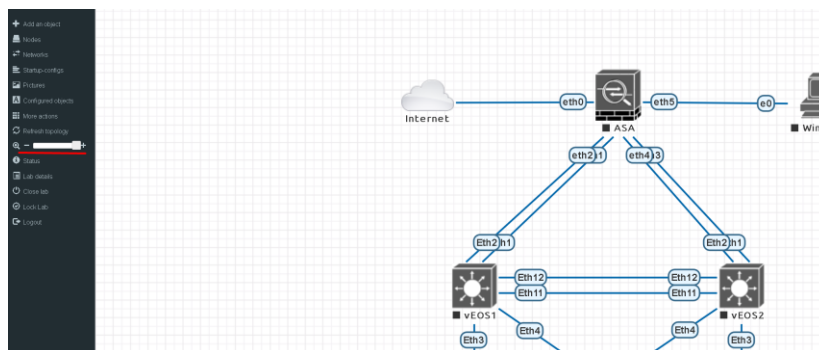 Add an object
Nodes
Networks
Startup-configs
Pictures
Configured objects
More actions
Refresh topology
Status
Lab details
Close lab
Lock Lab
Logout
Internet
eth0
eth5
e0
ASA
Win
eth2
eth4
Eth2
Eth2
Eth12
Eth12
Eth11
Eth11
vEOS1
vEOS2
Eth3
Eth4
Eth4
Eth3